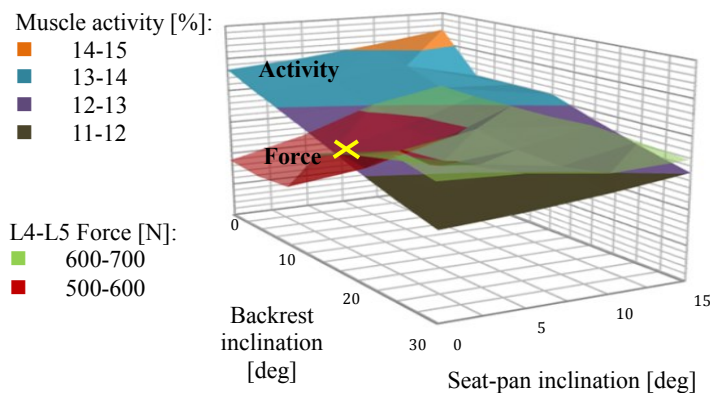 Muscle activity [%]:
14-15
13-14
12-13
11-12
Activity
Force
L4-L5 Force [N]:
600-700
500-600
0
10
20
30
Backrest
inclination
[deg]
0
5
10
15
Seat-pan inclination [deg]